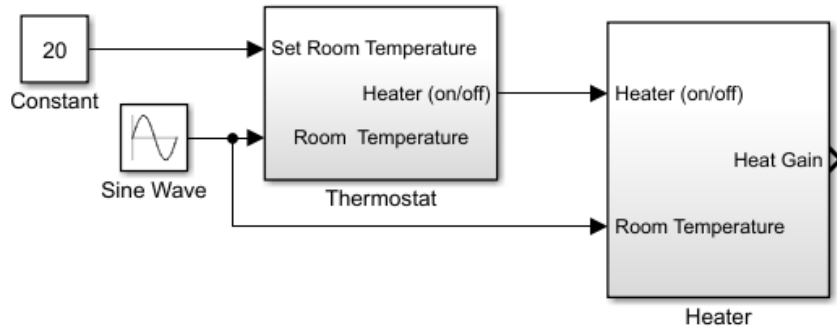 20
Constant
Sine Wave
Set Room Temperature
Heater (on/off)
Room Temperature
Thermostat
Heater (on/off)
Heat Gain
Room Temperature
Heater